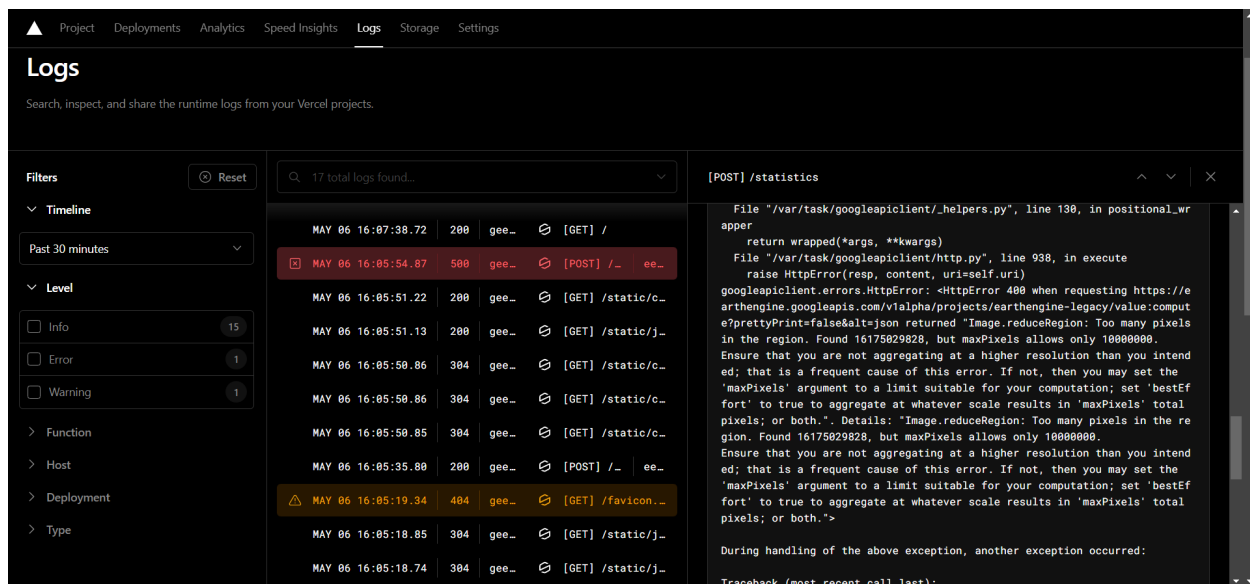 Project Deployments Analytics Speed Insights Logs Storage Settings
Logs
Search, inspect, and share the runtime logs from your Vercel projects.
Filters
Reset
Timeline
Past 30 minutes
Level
Info 15
Error 1
Warning 1
Function
Host
Deployment
Type
17 total logs found...
MAY 06 16:07:38.72 200 gee… [GET] /
MAY 06 16:05:54.87 500 gee… [POST] /… ee…
MAY 06 16:05:51.22 200 gee… [GET] /static/c…
MAY 06 16:05:51.13 200 gee… [GET] /static/j…
MAY 06 16:05:50.86 304 gee… [GET] /static/c…
MAY 06 16:05:50.86 304 gee… [GET] /static/c…
MAY 06 16:05:50.85 304 gee… [GET] /static/c…
MAY 06 16:05:35.80 200 gee… [POST] /… ee…
MAY 06 16:05:19.34 404 gee… [GET] /favicon.…
MAY 06 16:05:18.85 304 gee… [GET] /static/j…
MAY 06 16:05:18.74 304 gee… [GET] /static/j…
[POST] /statistics
File "/var/task/googleapiclient/_helpers.py", line 130, in positional_wr
apper
return wrapped(*args, **kwargs)
File "/var/task/googleapiclient/http.py", line 938, in execute
raise HttpError(resp, content, uri=self.uri)
googleapiclient.errors.HttpError: <HttpError 400 when requesting https://e
arthengine.googleapis.com/v1alpha/projects/earthengine-legacy/value:comput
e?prettyPrint=false&alt=json returned "Image.reduceRegion: Too many pixels
in the region. Found 16175029828, but maxPixels allows only 10000000.
Ensure that you are not aggregating at a higher resolution than you intend
ed; that is a frequent cause of this error. If not, then you may set the
'maxPixels' argument to a limit suitable for your computation; set 'bestEf
fort' to true to aggregate at whatever scale results in 'maxPixels' total
pixels; or both.". Details: "Image.reduceRegion: Too many pixels in the re
gion. Found 16175029828, but maxPixels allows only 10000000.
Ensure that you are not aggregating at a higher resolution than you intend
ed; that is a frequent cause of this error. If not, then you may set the
'maxPixels' argument to a limit suitable for your computation; set 'bestEf
fort' to true to aggregate at whatever scale results in 'maxPixels' total
pixels; or both.">
During handling of the above exception, another exception occurred:
Traceback (most recent call last):